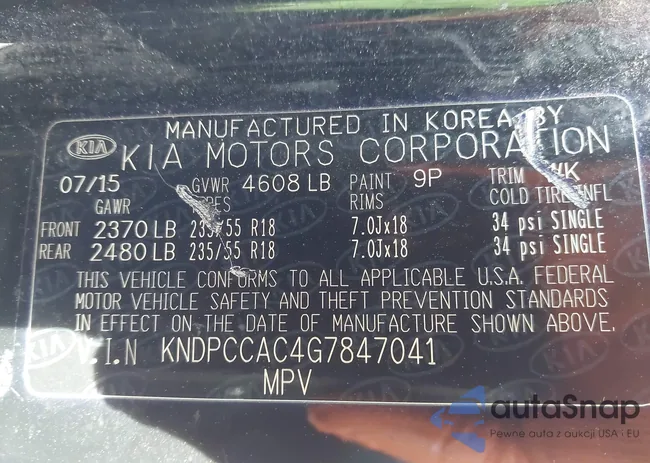 MANUFACTURED IN KOREA BY
KIA KIA MOTORS CORPORATION
07/15 GVWR 4608 LB PAINT 9P TRIM
GAWR RIMS COLD TIRE INFL
FRONT 2370 LB 235/55 R18 7.0Jx18 34 psi SINGLE
REAR 2480 LB 235/55 R18 7.0Jx18 34 psi SINGLE
THIS VEHICLE CONFORMS TO ALL APPLICABLE U.S.A. FEDERAL
MOTOR VEHICLE SAFETY AND THEFT PREVENTION STANDARDS
IN EFFECT ON THE DATE OF MANUFACTURE SHOWN ABOVE.
V.I.N KNDPCCAC4G7847041
MPV
autoSnap
Pewne auta z aukcji USA - EU